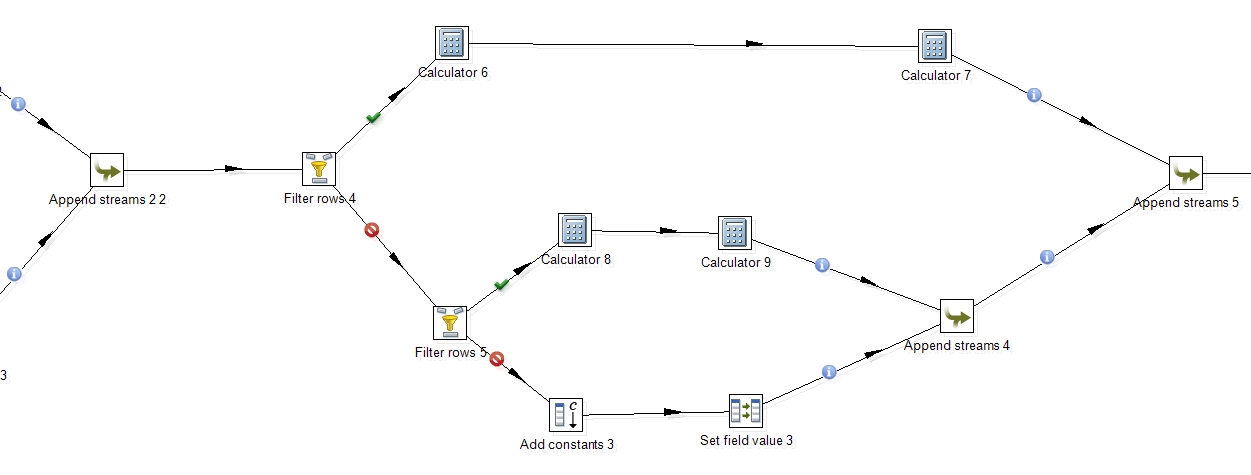 Calculator 6
Calculator 7
Append streams 2 2
Filter rows 4
Append streams 5
Calculator 8
Calculator 9
Filter rows 5
Append streams 4
3
Add constants 3
Set field value 3